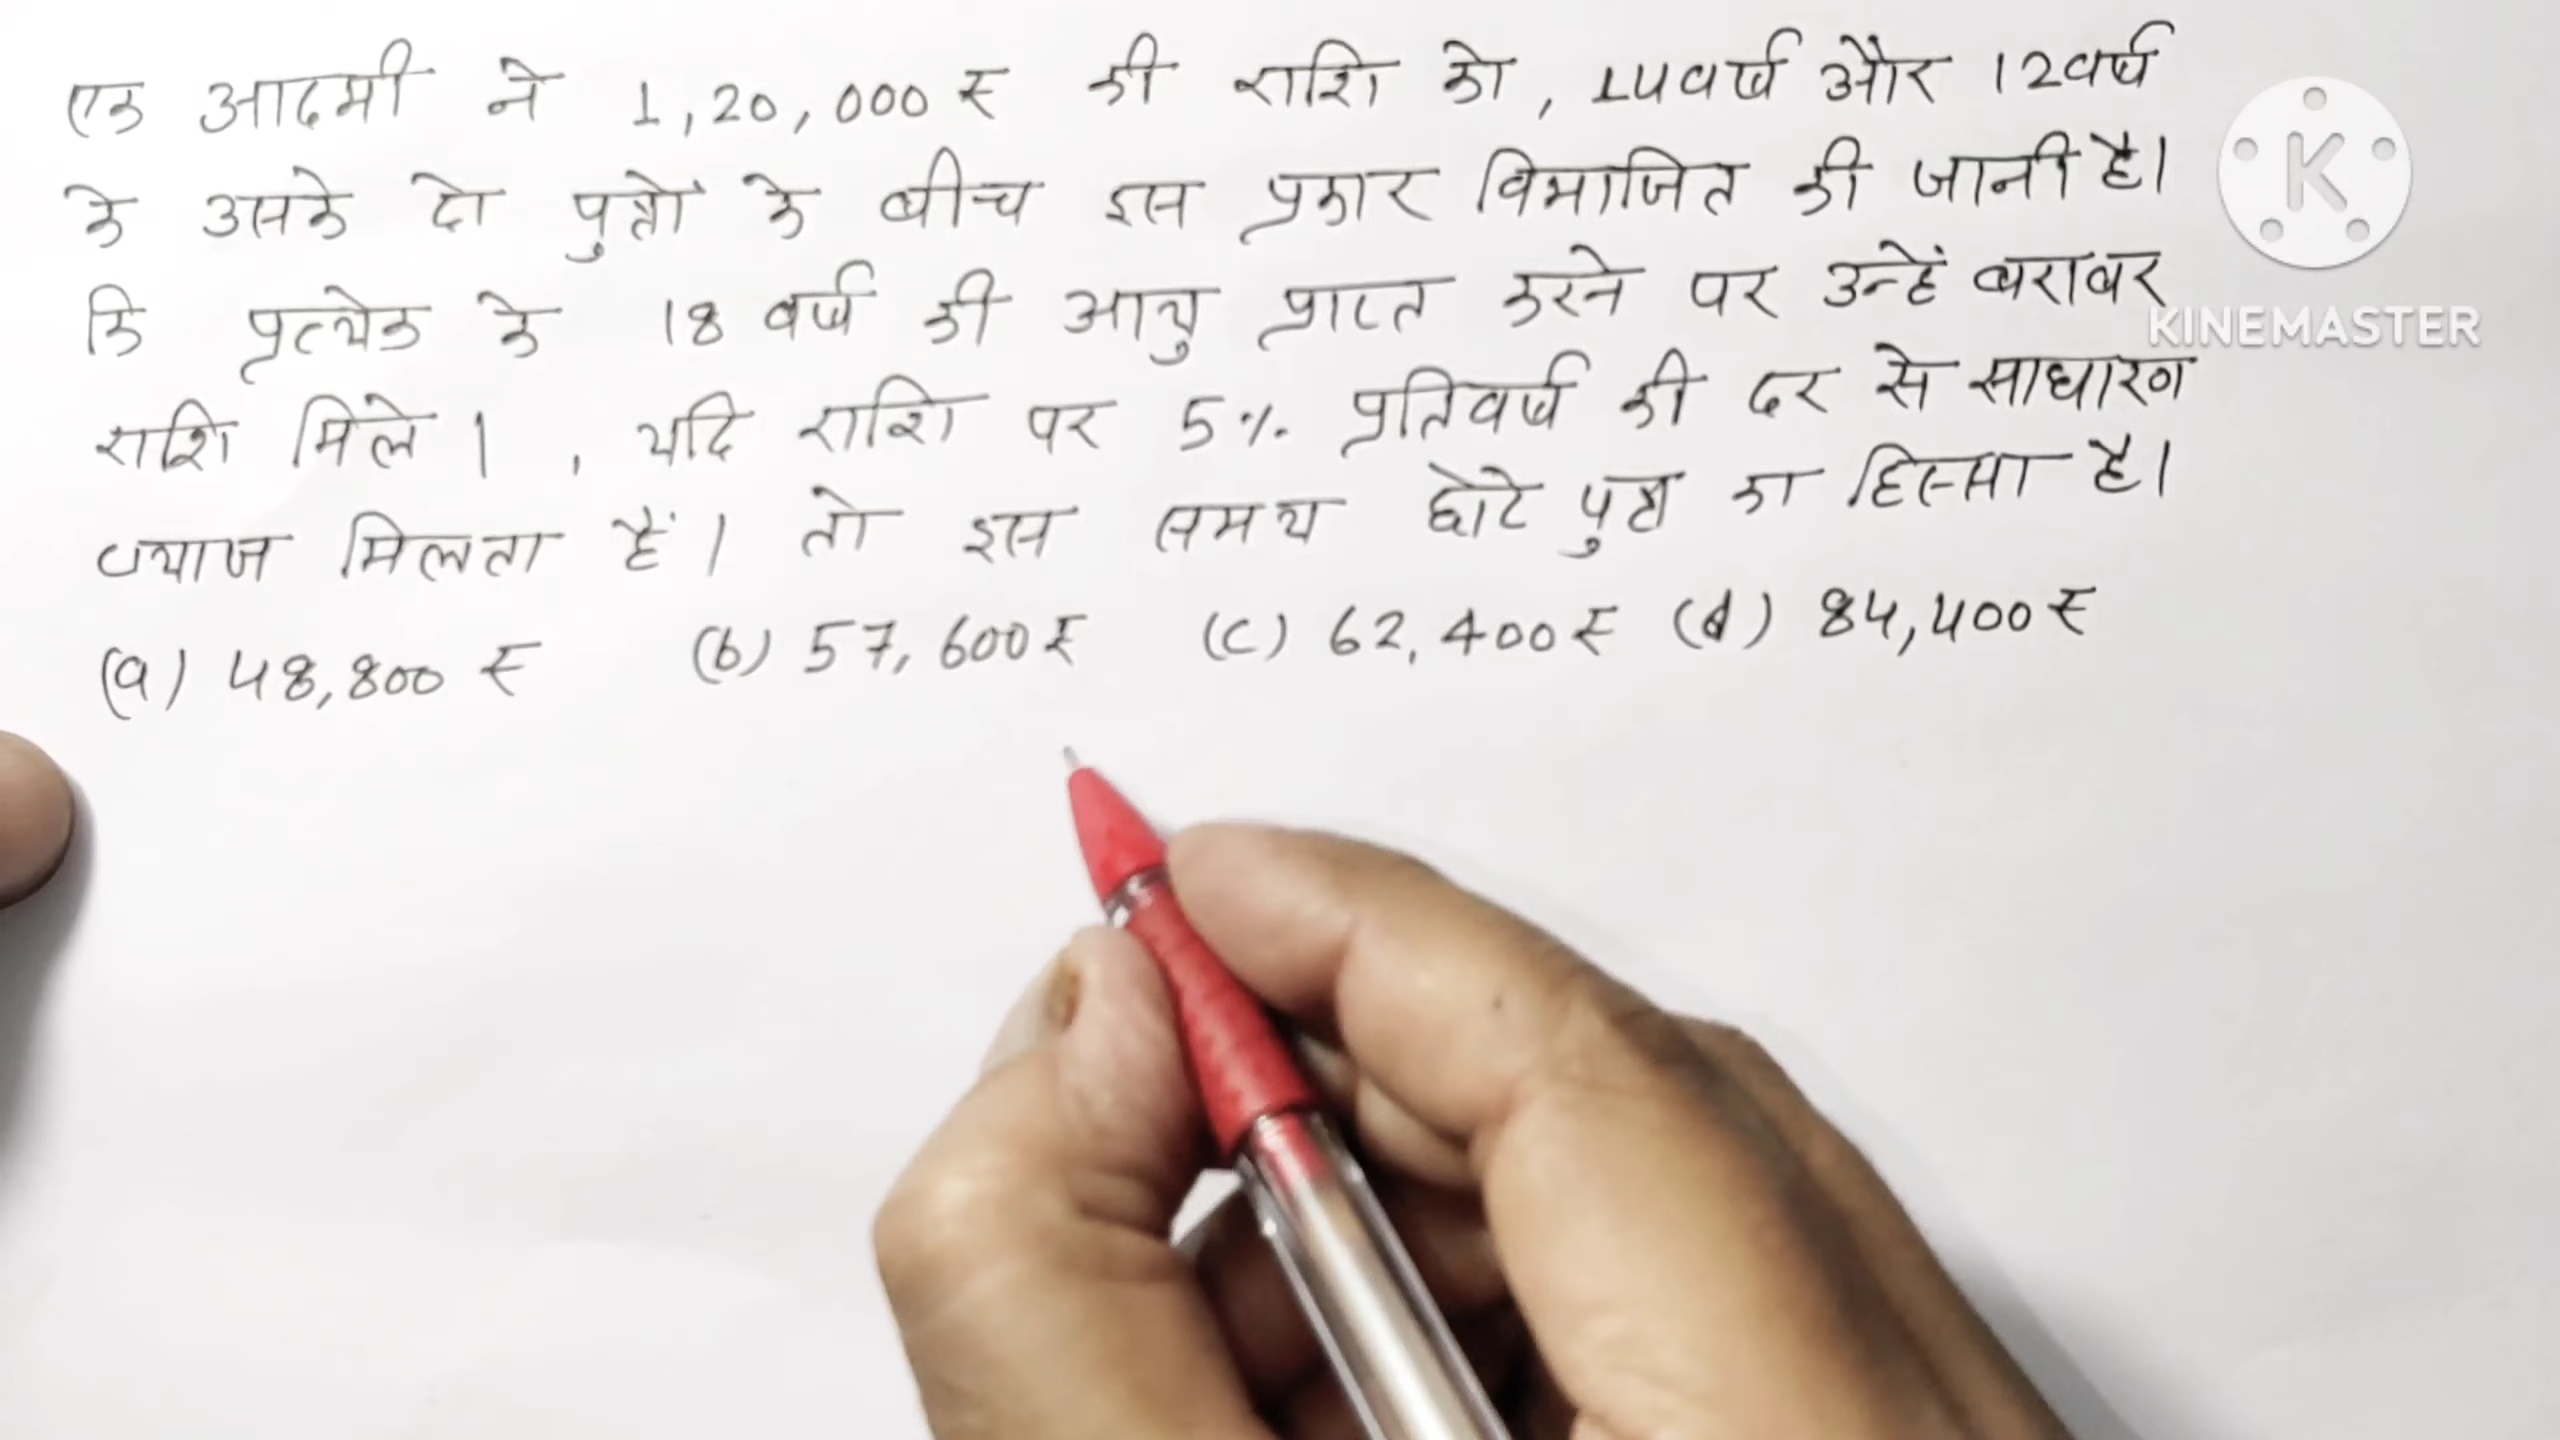 एक आदमी ने 1,20,000 ₹ की राशि को, 14वर्ष और 12वर्ष
के उसके दो पुत्रों के बीच इस प्रकार विभाजित की जानी है।
कि प्रत्येक के 18 वर्ष की आयु प्राप्त करने पर उन्हें बराबर
राशि मिले। , यदि राशि पर 5% प्रतिवर्ष की दर से साधारण
ब्याज मिलता हैं। तो इस समय छोटे पुत्र का हिस्सा है।
(a) 48,800 ₹ (b) 57,600₹ (c) 62,400₹ (d) 84,400₹
K
KINEMASTER